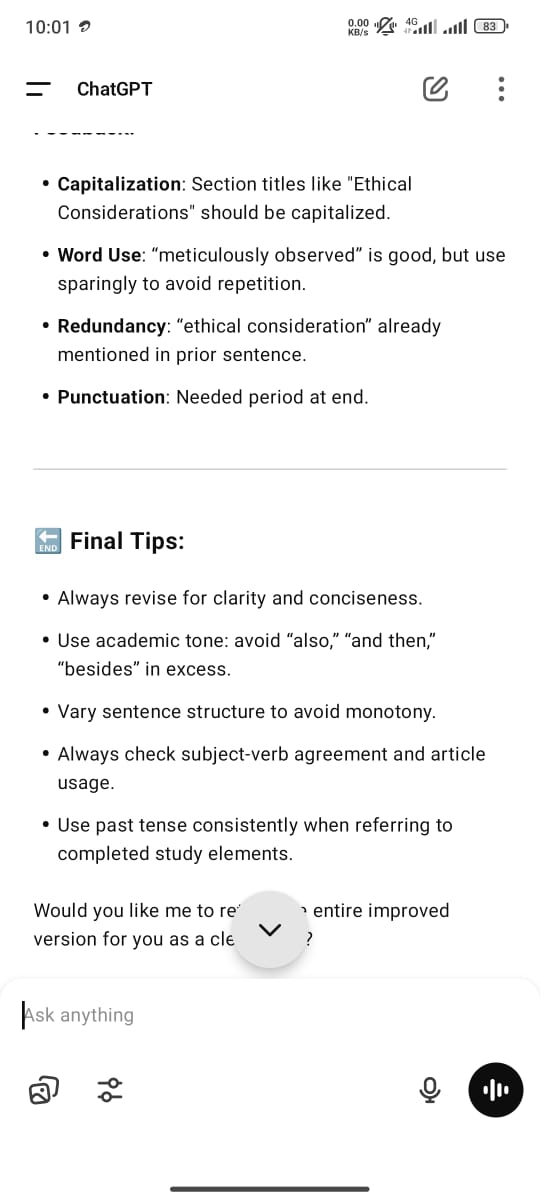 10:01
0.00 KB/s 4G 83
ChatGPT
• Capitalization: Section titles like "Ethical
Considerations" should be capitalized.
• Word Use: “meticulously observed” is good, but use
sparingly to avoid repetition.
• Redundancy: “ethical consideration” already
mentioned in prior sentence.
• Punctuation: Needed period at end.
END Final Tips:
• Always revise for clarity and conciseness.
• Use academic tone: avoid “also,” “and then,”
“besides” in excess.
• Vary sentence structure to avoid monotony.
• Always check subject-verb agreement and article
usage.
• Use past tense consistently when referring to
completed study elements.
Would you like me to entire improved
version for you as a ?
Ask anything